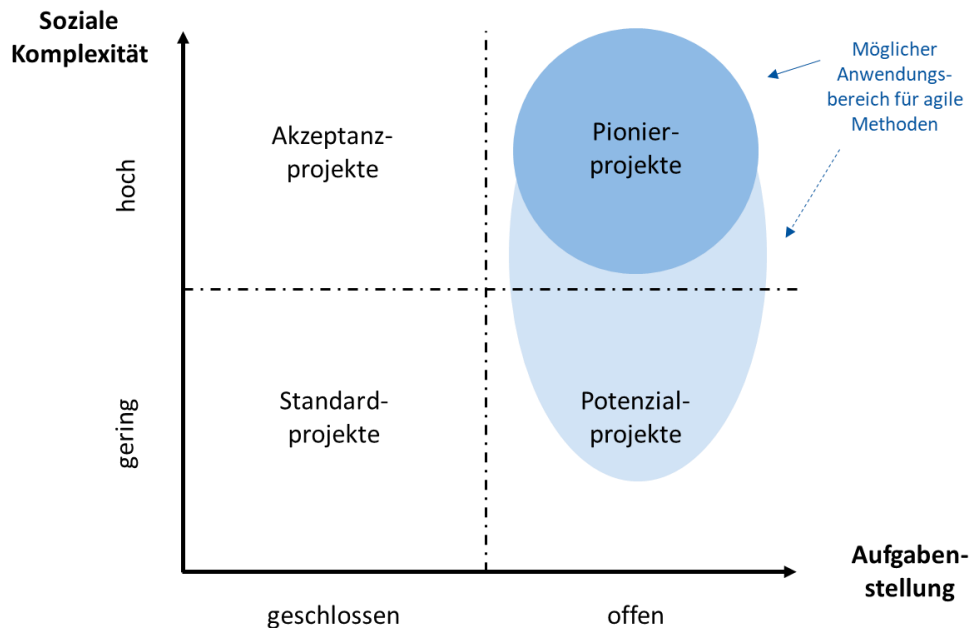 Soziale
Komplexität
Möglicher
Anwendungs-
bereich für agile
Methoden
Akzeptanz-
projekte
Pionier-
projekte
hoch
Standard-
projekte
Potenzial-
projekte
gering
Aufgaben-
stellung
geschlossen
offen